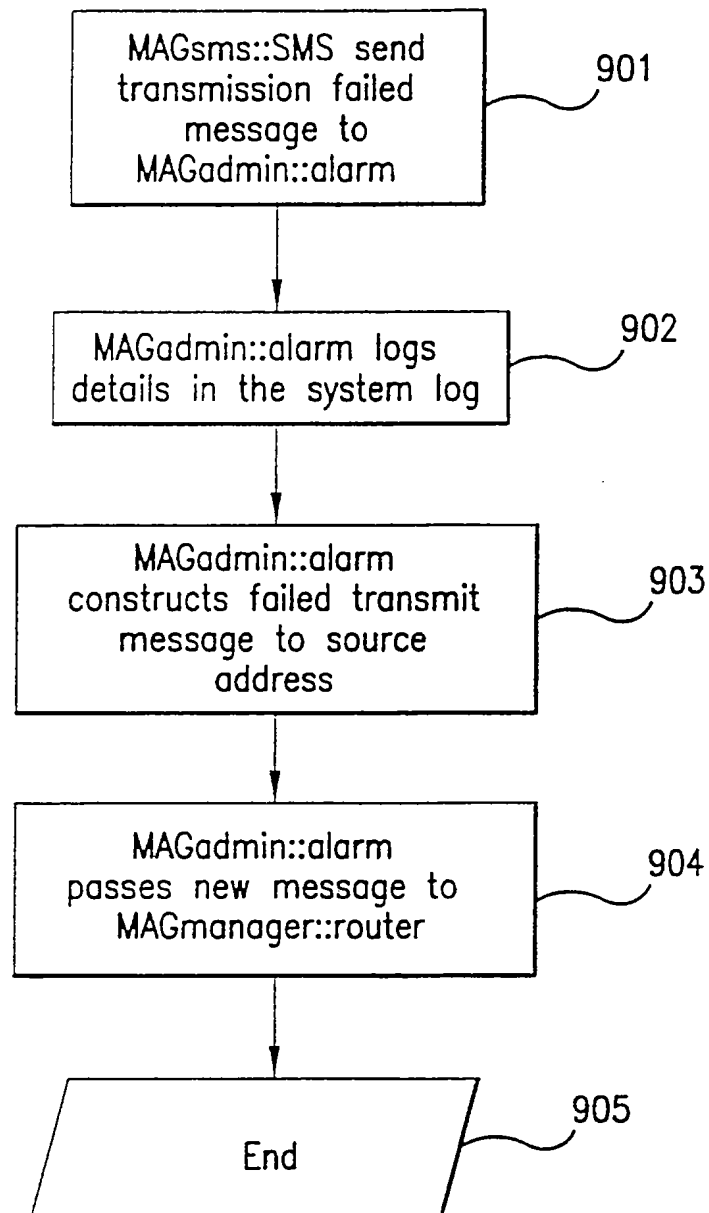 MAGsms::SMS send
transmission failed
message to
MAGadmin::alarm
901
MAGadmin::alarm logs
details in the system log
902
MAGadmin::alarm
constructs failed transmit
message to source
address
903
MAGadmin::alarm
passes new message to
MAGmanager::router
904
End
905